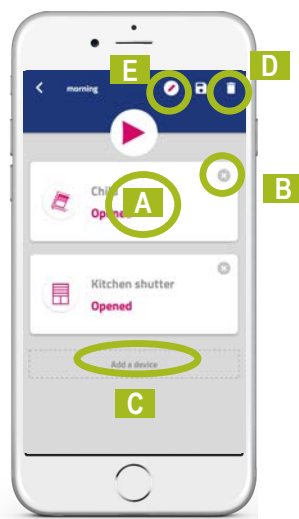 E
D
morning
B
Chil
A
Opened
Kitchen shutter
Opened
Add a device
C